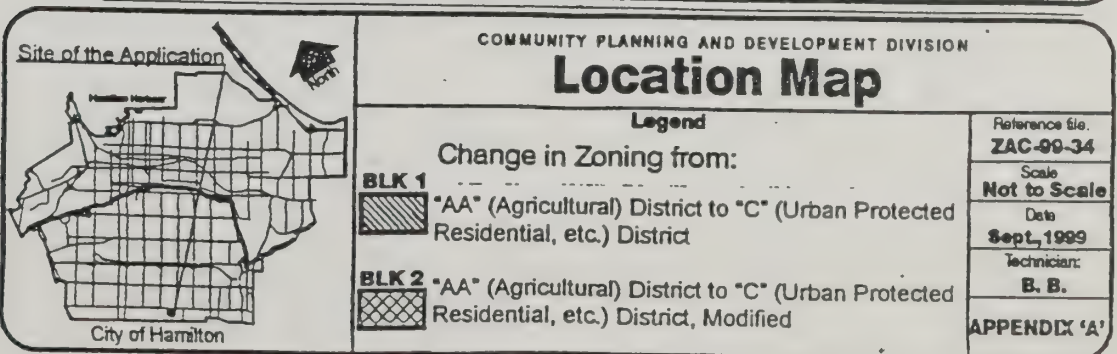 Site of the Application
North
Hamilton Harbour
City of Hamilton
COMMUNITY PLANNING AND DEVELOPMENT DIVISION
Location Map
Legend
Change in Zoning from:
BLK 1
"AA" (Agricultural) District to "C" (Urban Protected
Residential, etc.) District
BLK 2
"AA" (Agricultural) District to "C" (Urban Protected
Residential, etc.) District, Modified
Reference file.
ZAC-99-34
Scale
Not to Scale
Date
Sept., 1999
Technician:
B. B.
APPENDIX 'A'